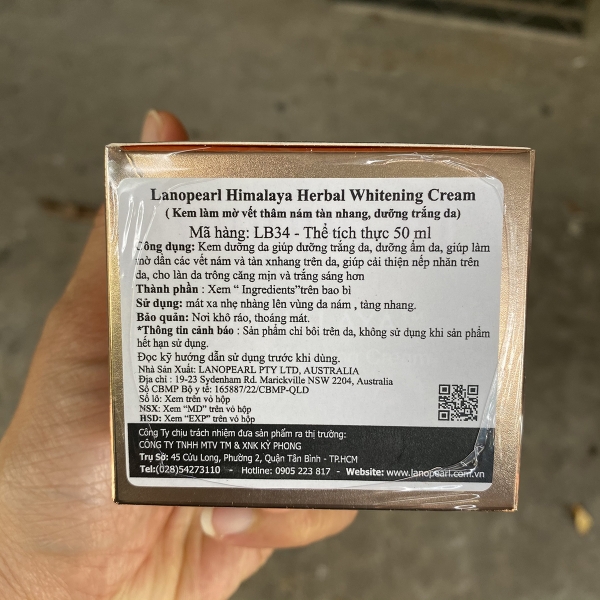 Lanopearl Himalaya Herbal Whitening Cream
( Kem làm mờ vết thâm nám tàn nhang, dưỡng trắng da)
Mã hàng: LB34 - Thể tích thực 50 ml
Công dụng: Kem dưỡng da giúp dưỡng trắng da, dưỡng ẩm da, giúp làm
mờ dần các vết nám và tàn xnhang trên da, giúp cải thiện nếp nhăn trên
da, cho làn da trông căng mịn và trắng sáng hơn
Thành phần : Xem “ Ingredients”trên bao bì
Sử dụng: mát xa nhẹ nhàng lên vùng da nám , tàng nhang.
Bảo quản: Nơi khô ráo, thoáng mát.
*Thông tin cảnh báo : Sản phẩm chỉ bôi trên da, không sử dụng khi sản phẩm
hết hạn sử dụng.
Đọc kỹ hướng dẫn sử dụng trước khi dùng.
Nhà Sản Xuất: LANOPEARL PTY LTD, AUSTRALIA
Địa chỉ : 19-23 Sydenham Rd. Marickville NSW 2204, Australia
Số CBMP Bộ y tế: 165887/22/CBMP-QLD
Số lô: Xem trên vỏ hộp
NSX: Xem “MD” trên vỏ hộp
HSD: Xem “EXP” trên vỏ hộp
Công Ty chịu trách nhiệm đưa sản phẩm ra thị trường:
CÔNG TY TNHH MTV TM & XNK KỲ PHONG
Trụ Sở: 45 Cửu Long, Phường 2, Quận Tân Bình - TP.HCM
Tel:(028)54273110 - Hotline: 0905 223 817 - Website: www.lanopearl.com.vn